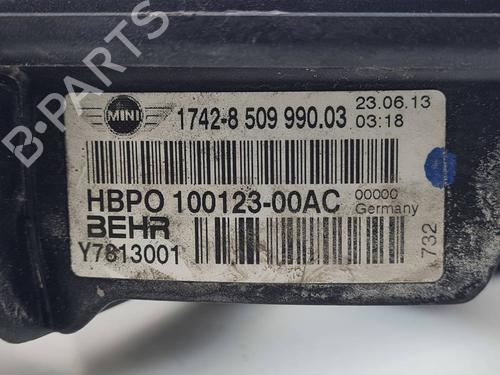 MINI
1742-8 509 990.03
23.06.13
03:18
HBPO 100123-00AC
00000
Germany
BEHR
Y7813001
732
B-PARTS